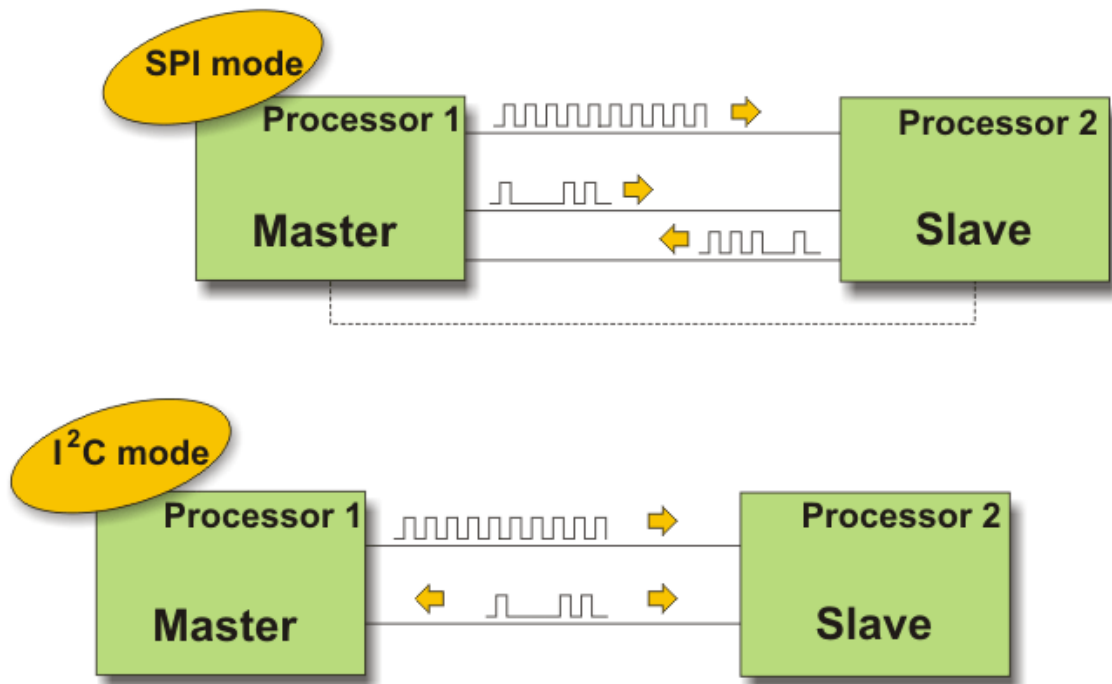 SPI mode
Processor 1
Master
Processor 2
Slave
I²C mode
Processor 1
Master
Processor 2
Slave